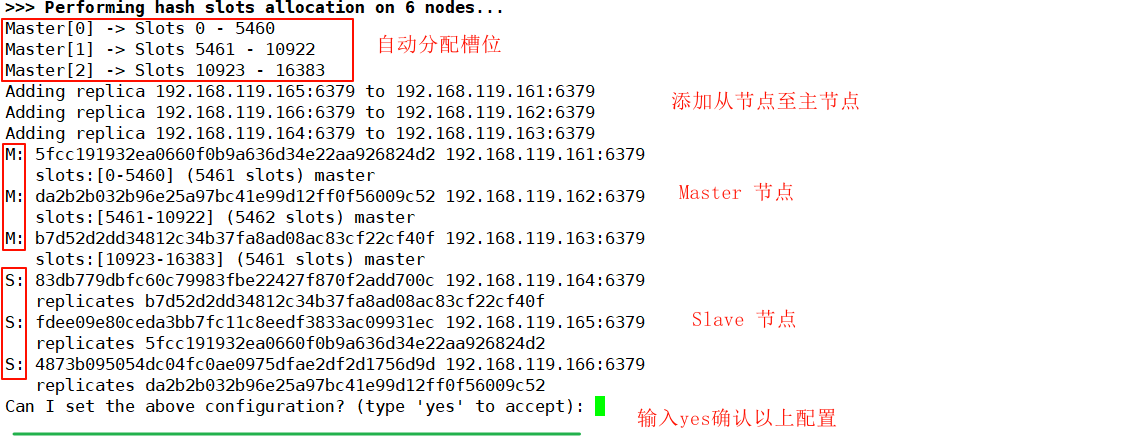 >>> Performing hash slots allocation on 6 nodes...
Master[0] -> Slots 0 - 5460
Master[1] -> Slots 5461 - 10922
自动分配槽位
Master[2] -> Slots 10923 - 16383
Adding replica 192.168.119.165:6379 to 192.168.119.161:6379
添加从节点至主节点
Adding replica 192.168.119.166:6379 to 192.168.119.162:6379
Adding replica 192.168.119.164:6379 to 192.168.119.163:6379
M: 5fcc191932ea0660f0b9a636d34e22aa926824d2 192.168.119.161:6379
slots:[0-5460] (5461 slots) master
M: da2b2b032b96e25a97bc41e99d12ff0f56009c52 192.168.119.162:6379
Master 节点
slots:[5461-10922] (5462 slots) master
M: b7d52d2dd34812c34b37fa8ad08ac83cf22cf40f 192.168.119.163:6379
slots:[10923-16383] (5461 slots) master
S: 83db779dbfc60c79983fbe22427f870f2add700c 192.168.119.164:6379
replicates b7d52d2dd34812c34b37fa8ad08ac83cf22cf40f
S: fdee09e80ceda3bb7fc11c8eedf3833ac09931ec 192.168.119.165:6379
Slave 节点
replicates 5fcc191932ea0660f0b9a636d34e22aa926824d2
S: 4873b095054dc04fc0ae0975dfae2df2d1756d9d 192.168.119.166:6379
replicates da2b2b032b96e25a97bc41e99d12ff0f56009c52
Can I set the above configuration? (type 'yes' to accept):
输入yes确认以上配置